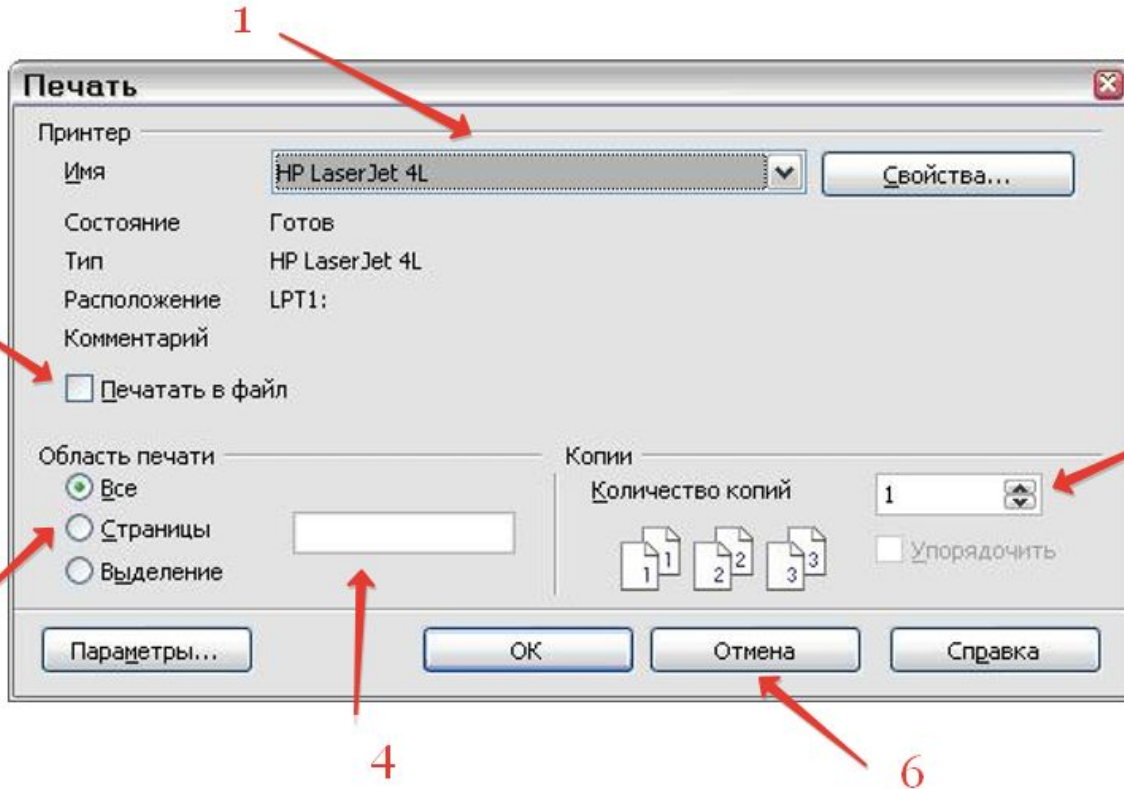 1
Печать
Принтер
Имя HP LaserJet 4L Свойства...
Состояние Готов
Тип HP LaserJet 4L
Расположение LPT1:
Комментарий
Печатать в файл
Область печати Копии
Все Количество копий 1
Страницы
Выделение 1 1 2 2 3 3 Упорядочить
Параметры... ОК Отмена Справка
4 6